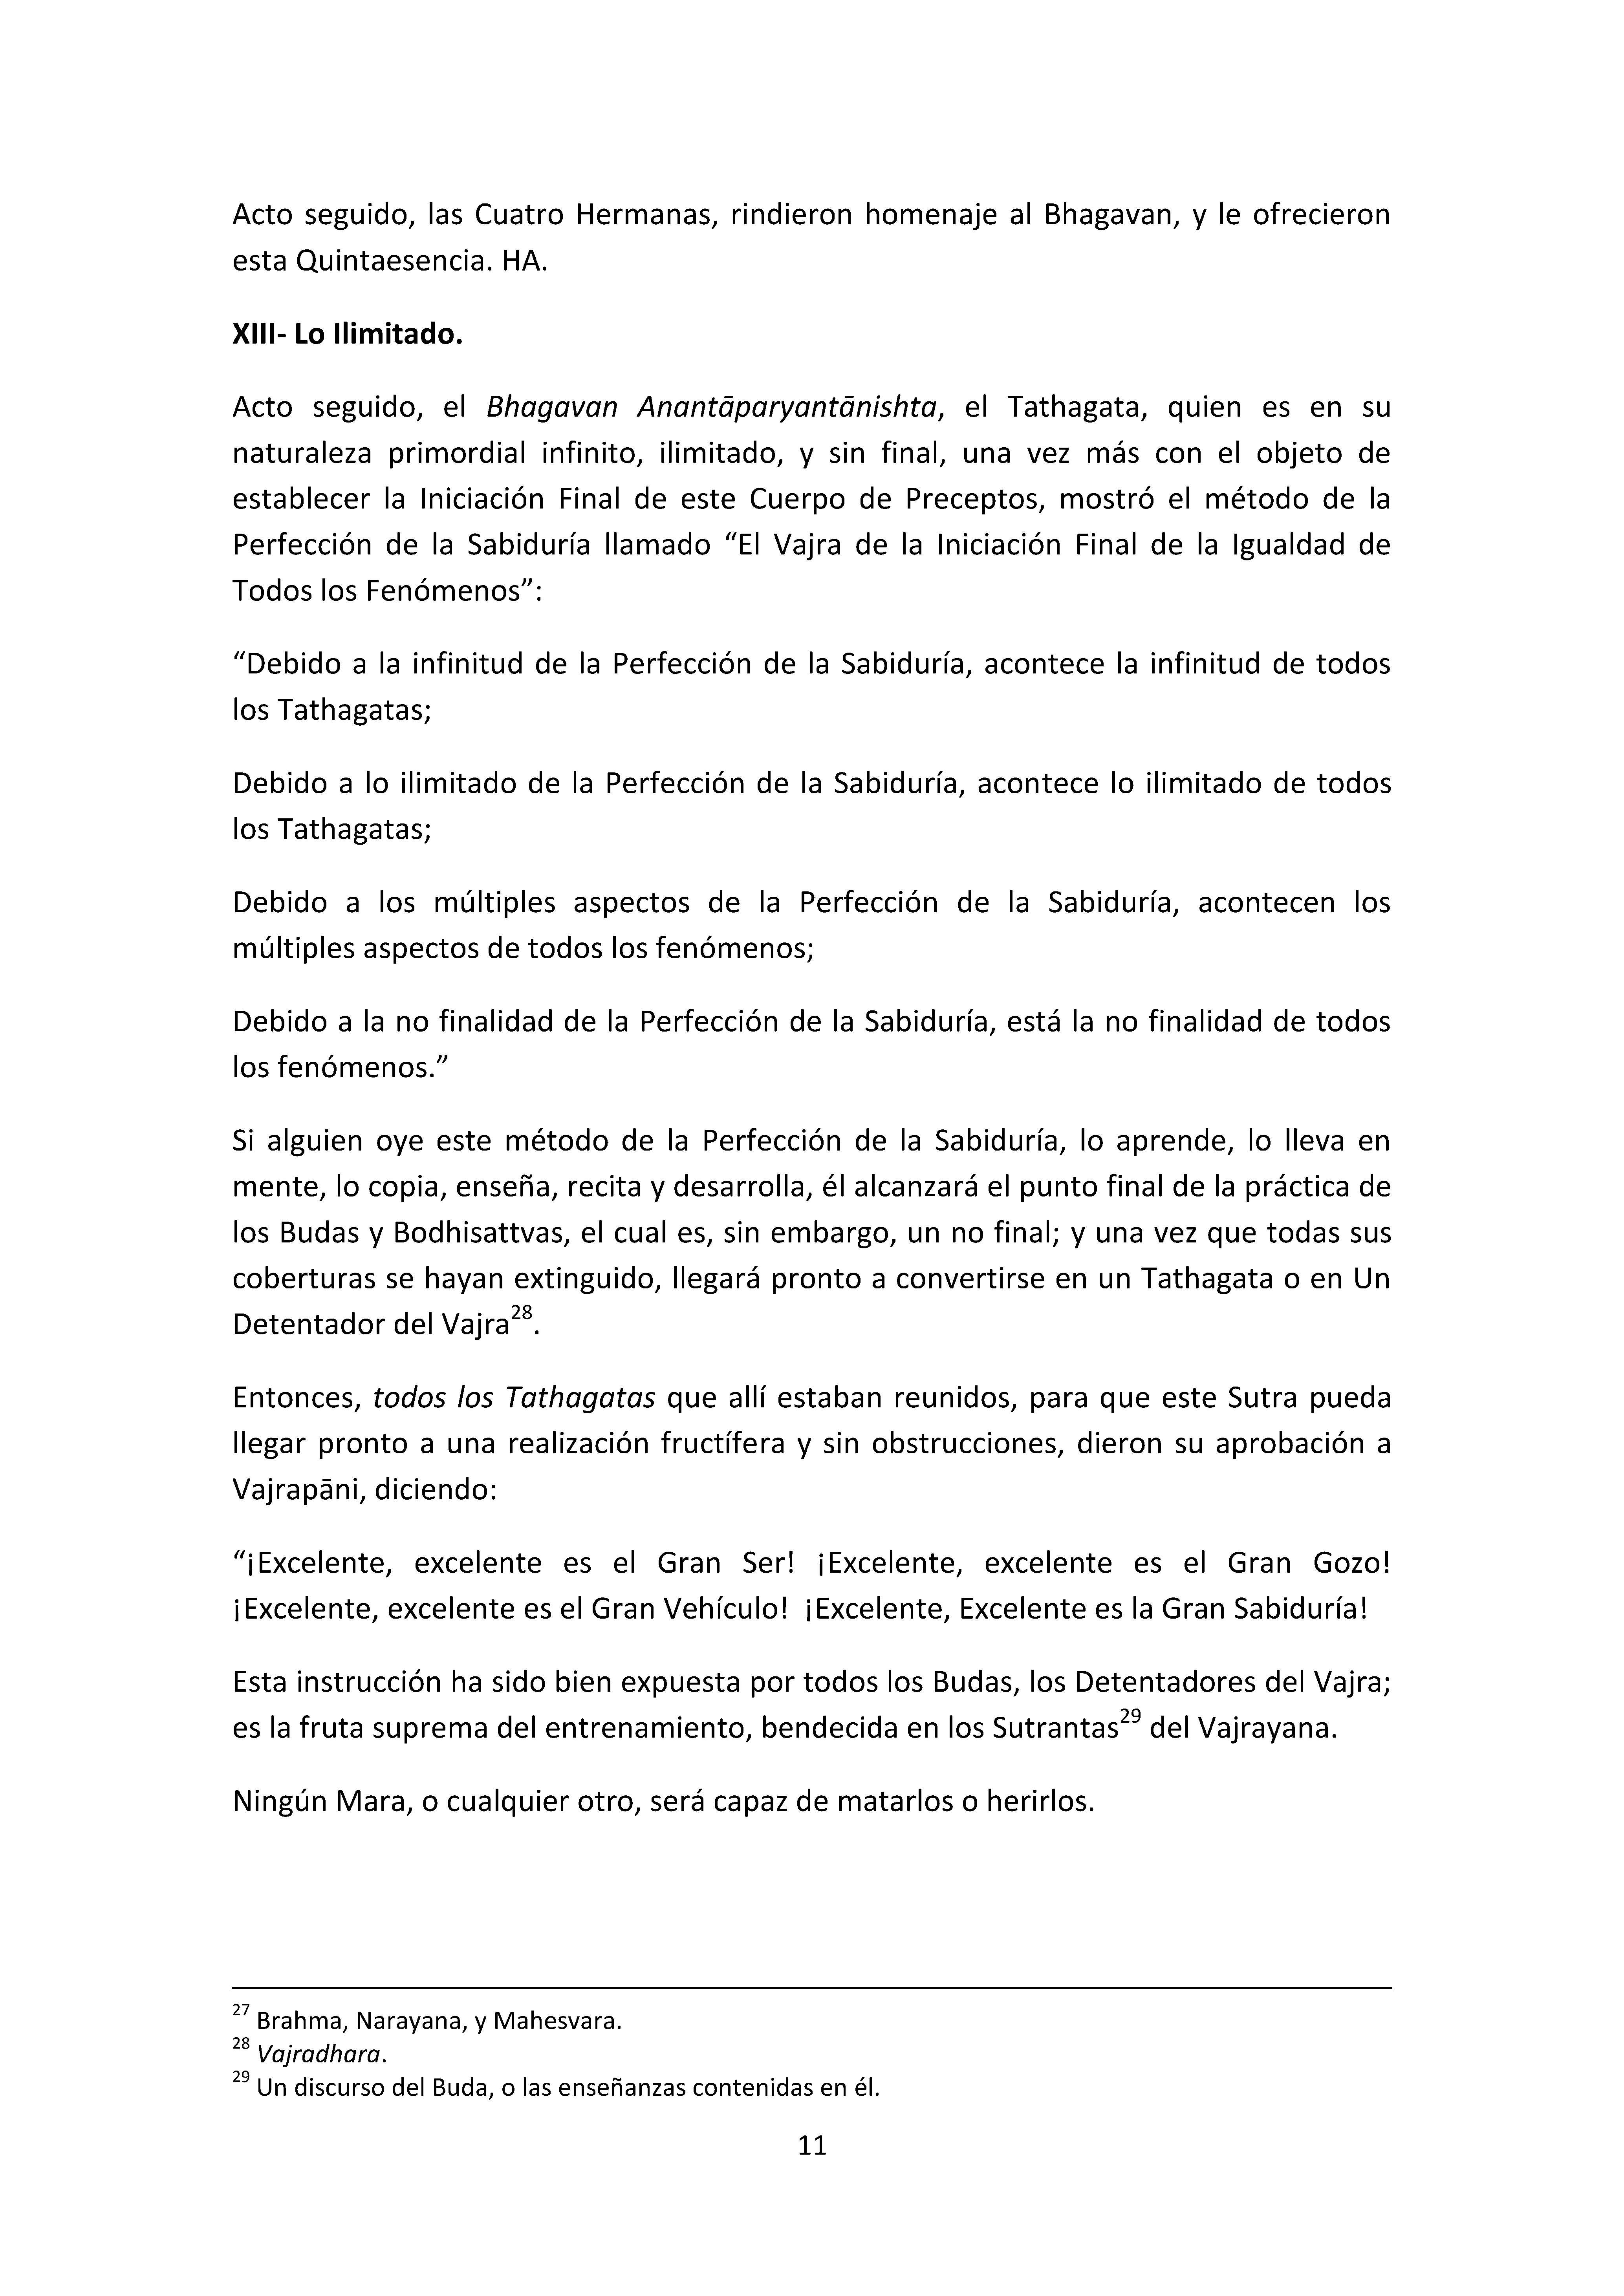 Acto seguido, las Cuatro Hermanas, rindieron homenaje al Bhagavan, y le ofrecieron
esta Quintaesencia. HA.
XIII- Lo Ilimitado.
Acto seguido, el Bhagavan Anantāparyantānishta, el Tathagata, quien es en su
naturaleza primordial infinito, ilimitado, y sin final, una vez más con el objeto de
establecer la Iniciación Final de este Cuerpo de Preceptos, mostró el método de la
Perfección de la Sabiduría llamado “El Vajra de la Iniciación Final de la Igualdad de
Todos los Fenómenos”:
“Debido a la infinitud de la Perfección de la Sabiduría, acontece la infinitud de todos
los Tathagatas;
Debido a lo ilimitado de la Perfección de la Sabiduría, acontece lo ilimitado de todos
los Tathagatas;
Debido a los múltiples aspectos de la Perfección de la Sabiduría, acontecen los
múltiples aspectos de todos los fenómenos;
Debido a la no finalidad de la Perfección de la Sabiduría, está la no finalidad de todos
los fenómenos.”
Si alguien oye este método de la Perfección de la Sabiduría, lo aprende, lo lleva en
mente, lo copia, enseña, recita y desarrolla, él alcanzará el punto final de la práctica de
los Budas y Bodhisattvas, el cual es, sin embargo, un no final; y una vez que todas sus
coberturas se hayan extinguido, llegará pronto a convertirse en un Tathagata o en Un
Detentador del Vajra28.
Entonces, todos los Tathagatas que allí estaban reunidos, para que este Sutra pueda
llegar pronto a una realización fructífera y sin obstrucciones, dieron su aprobación a
Vajrapāni, diciendo:
“¡Excelente, excelente es el Gran Ser! ¡Excelente, excelente es el Gran Gozo!
¡Excelente, excelente es el Gran Vehículo! ¡Excelente, Excelente es la Gran Sabiduría!
Esta instrucción ha sido bien expuesta por todos los Budas, los Detentadores del Vajra;
es la fruta suprema del entrenamiento, bendecida en los Sutrantas29 del Vajrayana.
Ningún Mara, o cualquier otro, será capaz de matarlos o herirlos.
27 Brahma, Narayana, y Mahesvara.
28 Vajradhara.
29 Un discurso del Buda, o las enseñanzas contenidas en él.
11